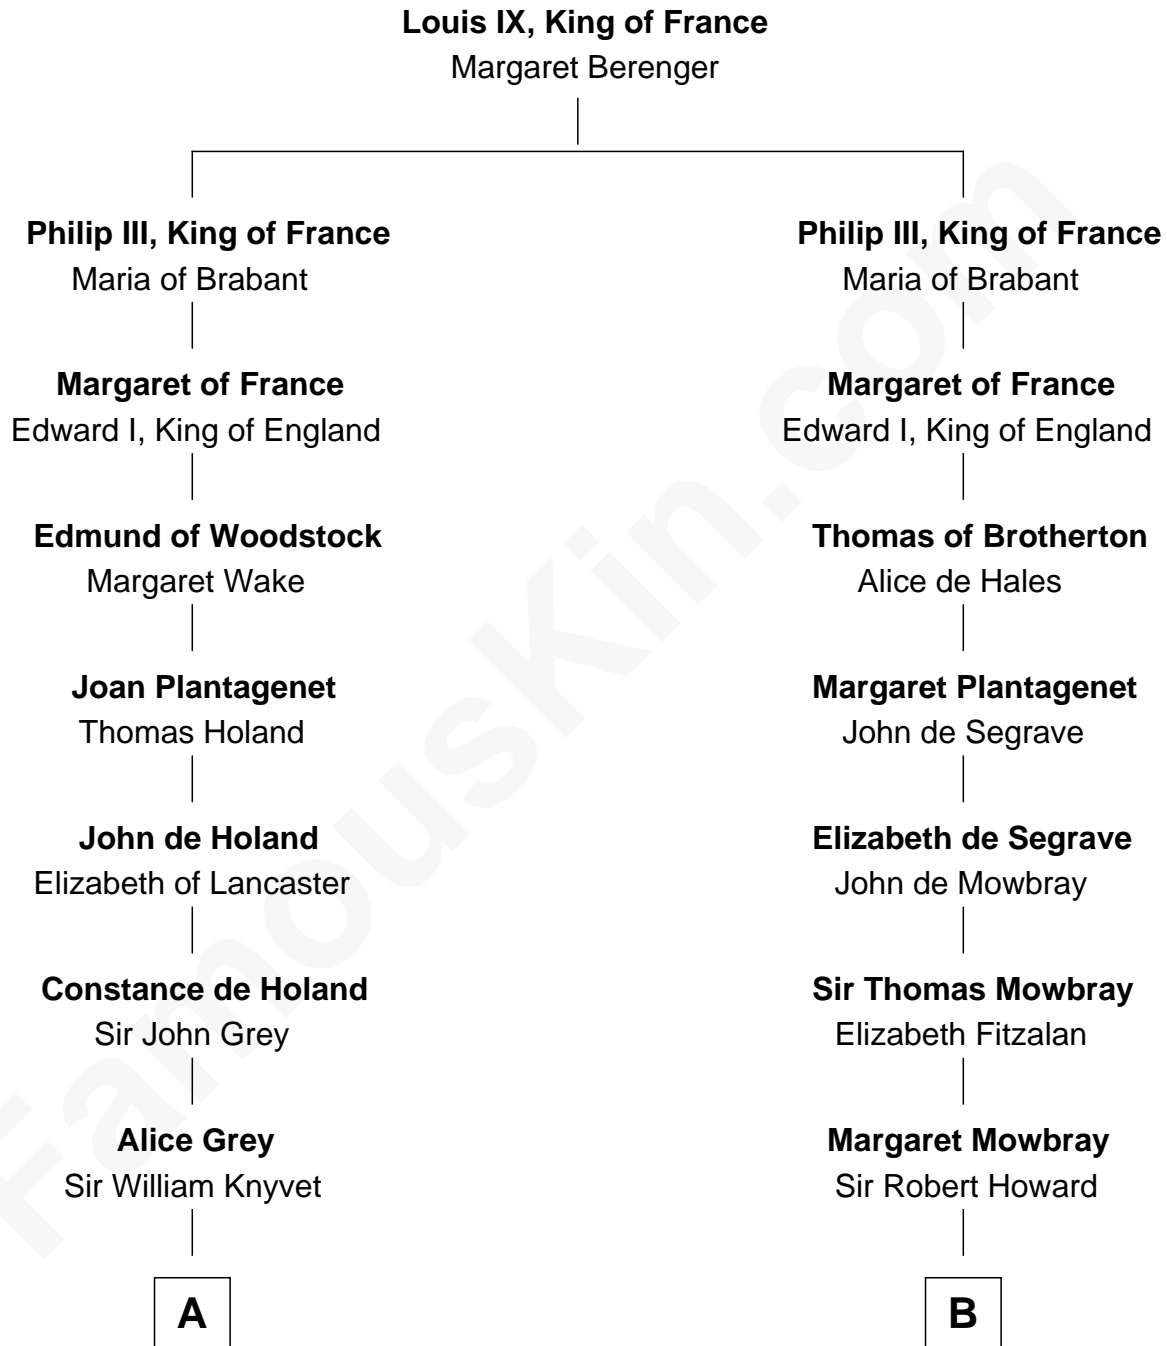 Louis IX, King of France
Margaret Berenger
Philip III, King of France
Maria of Brabant
Margaret of France
Edward I, King of England
Edmund of Woodstock
Margaret Wake
Joan Plantagenet
Thomas Holand
John de Holand
Elizabeth of Lancaster
Constance de Holand
Sir John Grey
Alice Grey
Sir William Knyvet
A
Philip III, King of France
Maria of Brabant
Margaret of France
Edward I, King of England
Thomas of Brotherton
Alice de Hales
Margaret Plantagenet
John de Segrave
Elizabeth de Segrave
John de Mowbray
Sir Thomas Mowbray
Elizabeth Fitzalan
Margaret Mowbray
Sir Robert Howard
B
FamousKin.com